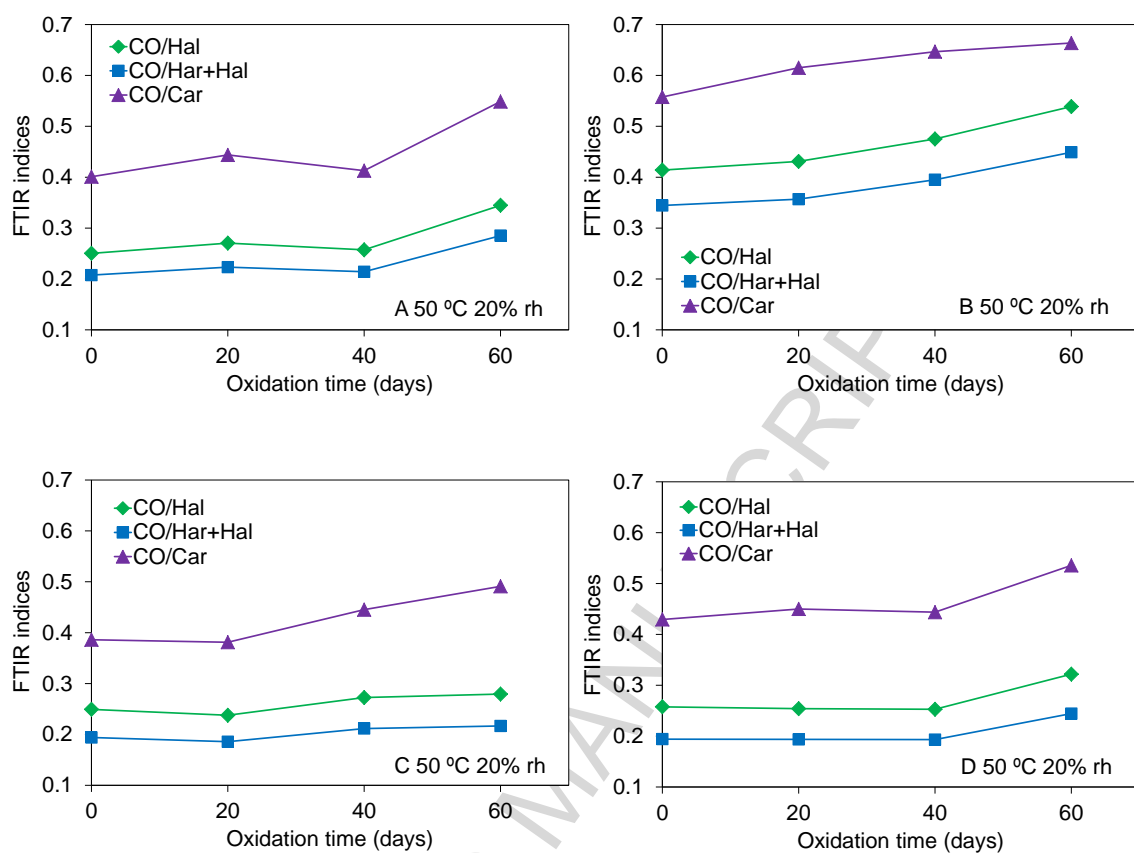 0.7
0.6
0.5
0.4
0.3
0.2
0.1
FTIR indices
CO/Hal
CO/Har+Hal
CO/Car
A 50 ºC 20% rh
0 20 40 60
Oxidation time (days)
0.7
0.6
0.5
0.4
0.3
0.2
0.1
FTIR indices
CO/Hal
CO/Har+Hal
CO/Car
B 50 ºC 20% rh
0 20 40 60
Oxidation time (days)
0.7
0.6
0.5
0.4
0.3
0.2
0.1
FTIR indices
CO/Hal
CO/Har+Hal
CO/Car
C 50 ºC 20% rh
0 20 40 60
Oxidation time (days)
0.7
0.6
0.5
0.4
0.3
0.2
0.1
FTIR indices
CO/Hal
CO/Har+Hal
CO/Car
D 50 ºC 20% rh
0 20 40 60
Oxidation time (days)